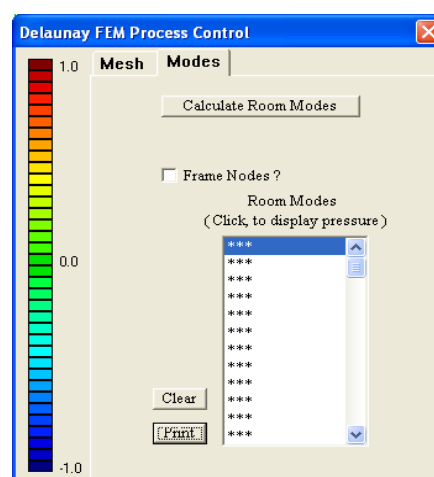 Delaunay FEM Process Control
1.0
Mesh
Modes
Calculate Room Modes
Frame Nodes ?
Room Modes
( Click, to display pressure )
***
***
***
0.0
***
***
***
***
***
***
***
***
***
Clear
Print
-1.0